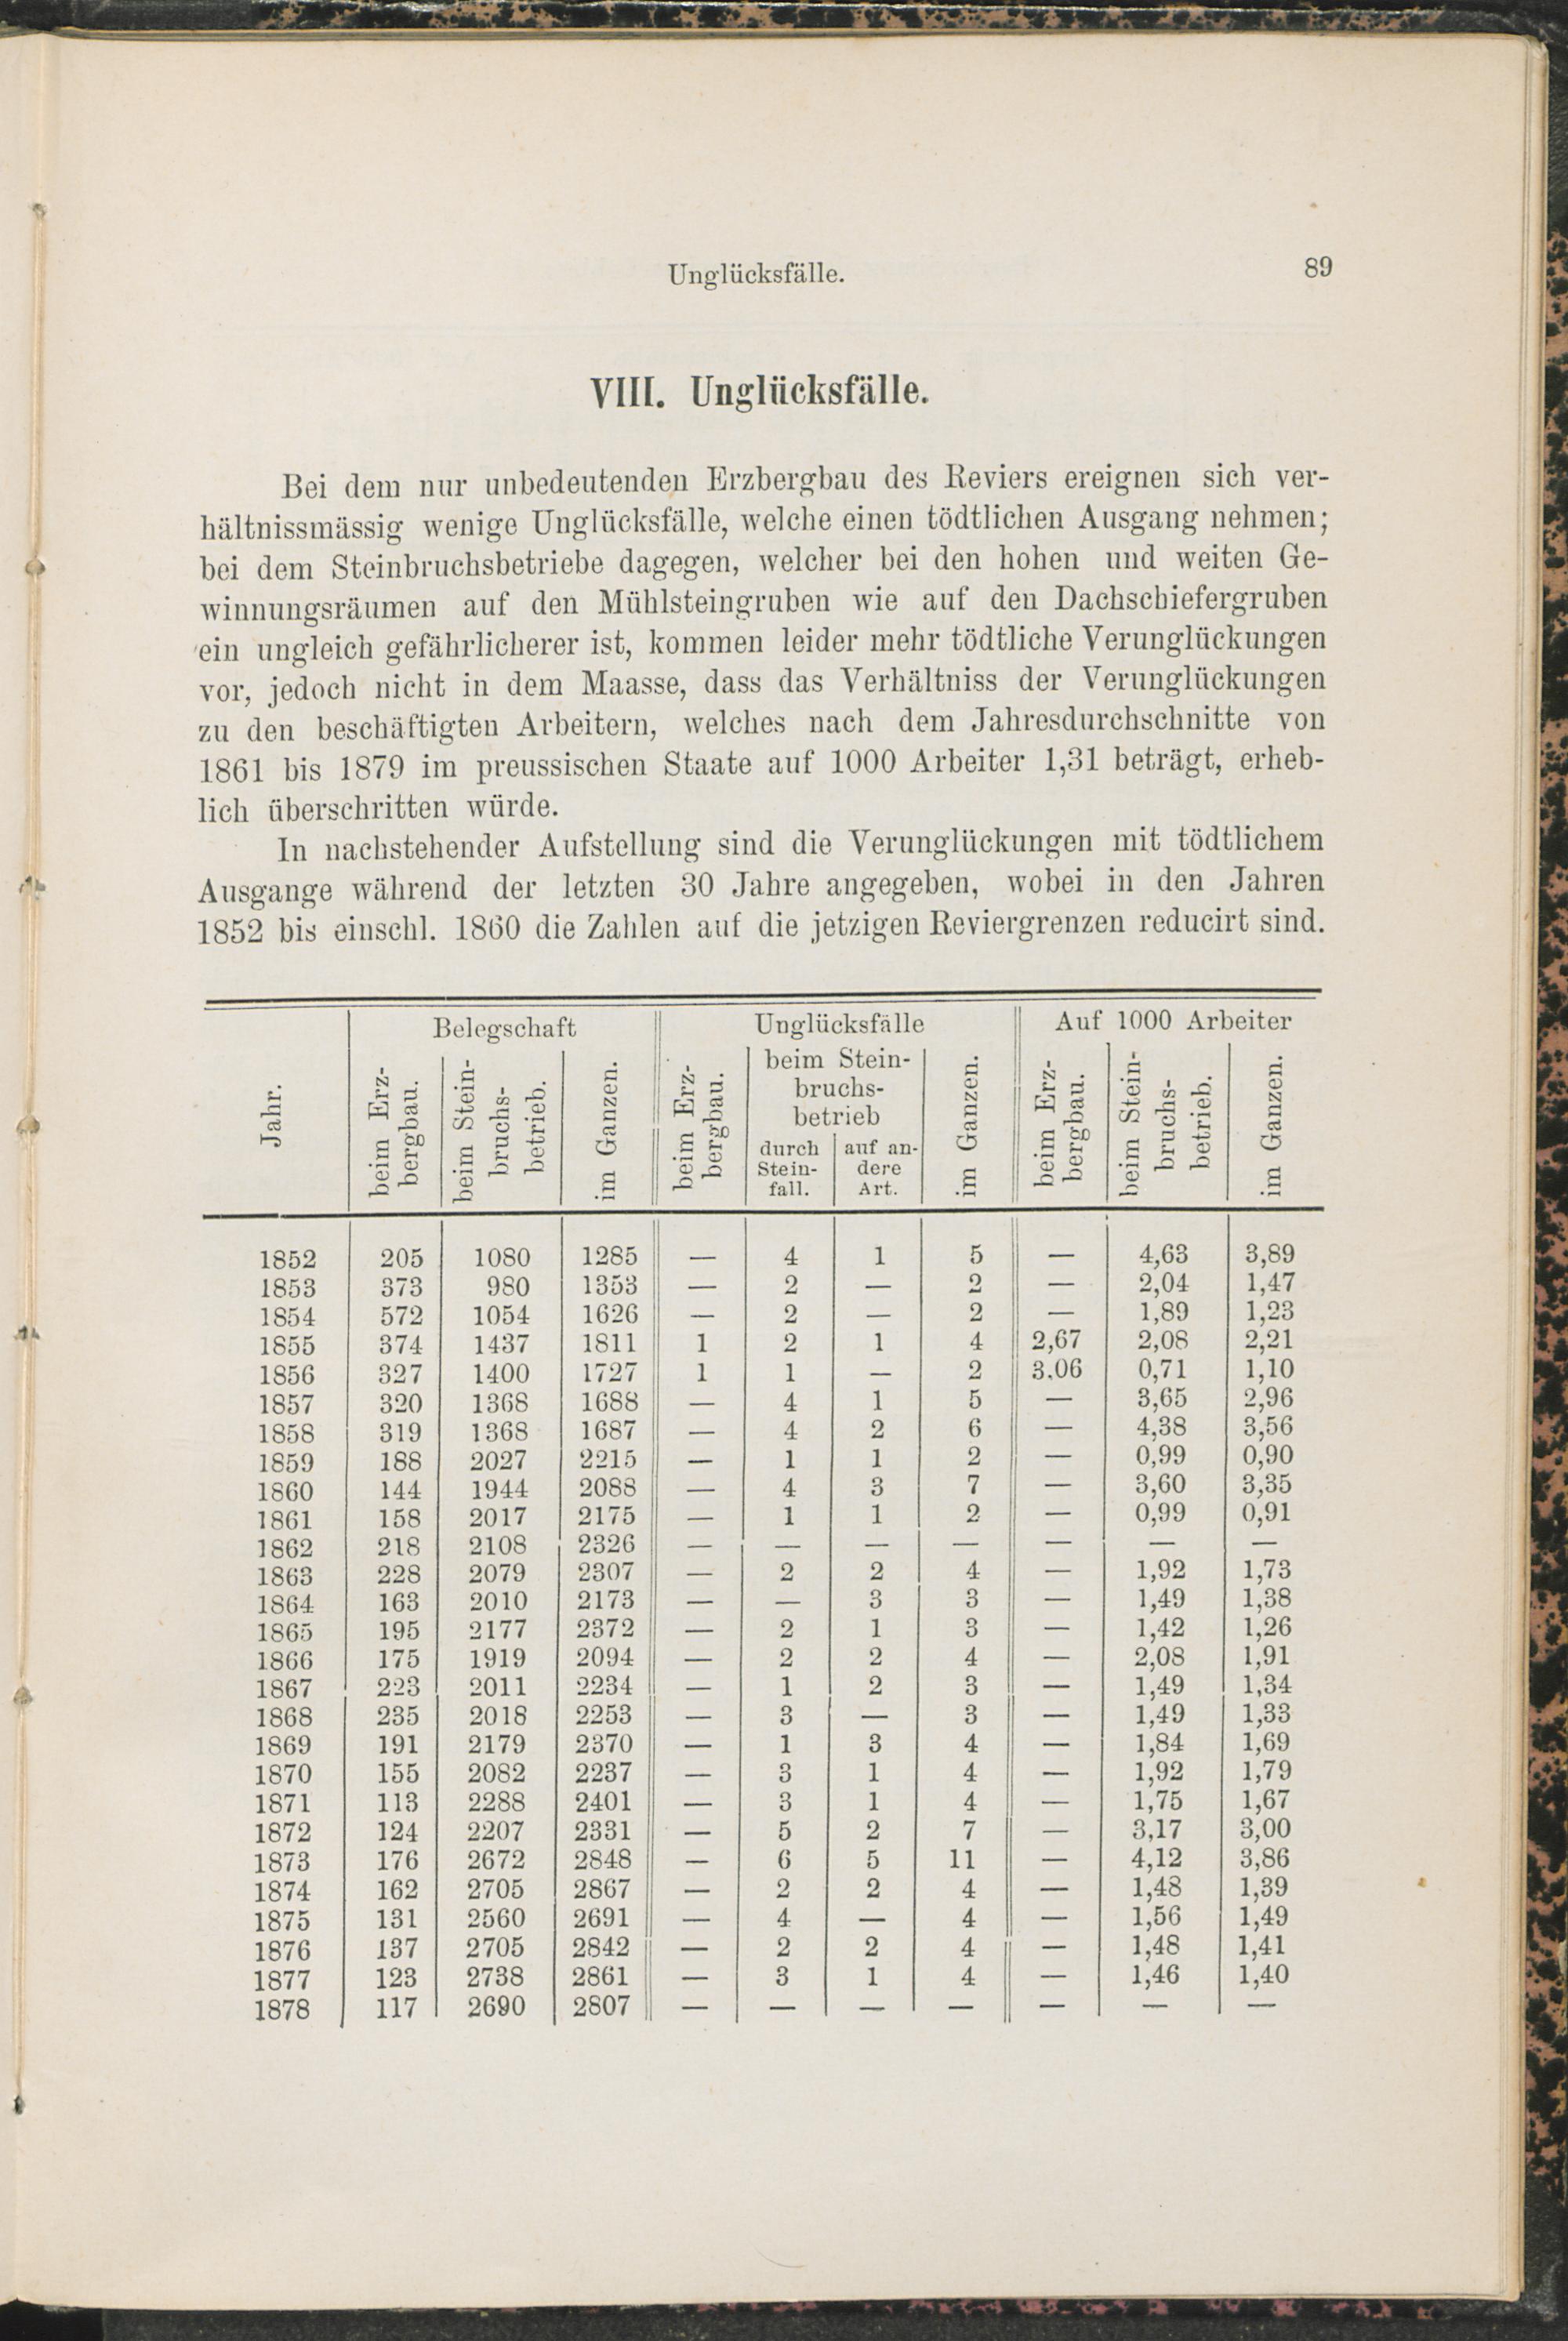 Unglücksfälle. 89
VIII. Unglücksfälle.
Bei dem nur unbedeutenden Erzbergbau des Reviers ereignen sich ver-
hältnissmässig wenige Unglücksfälle, welche einen tödtlichen Ausgang nehmen;
bei dem Steinbruchsbetriebe dagegen, welcher bei den hohen und weiten Ge-
winnungsräumen auf den Mühlsteingruben wie auf den Dachschiefergruben
ein ungleich gefährlicherer ist, kommen leider mehr tödtliche Verunglückungen
vor, jedoch nicht in dem Maasse, dass das Verhältniss der Verunglückungen
zu den beschäftigten Arbeitern, welches nach dem Jahresdurchschnitte von
1861 bis 1879 im preussischen Staate auf 1000 Arbeiter 1,31 beträgt, erheb-
lich überschritten würde.
In nachstehender Aufstellung sind die Verunglückungen mit tödtlichem
Ausgange während der letzten 30 Jahre angegeben, wobei in den Jahren
1852 bis einschl. 1860 die Zahlen auf die jetzigen Reviergrenzen reducirt sind.
Jahr.
Belegschaft
beim Erz-
bergbau.
beim Stein-
bruchs-
betrieb.
im Ganzen.
Unglücksfälle
beim Erz-
bergbau.
beim Stein-
bruchs-
betrieb
durch
Stein-
fall.
auf an-
dere
Art.
im Ganzen.
Auf 1000 Arbeiter
beim Erz-
bergbau.
beim Stein-
bruchs-
betrieb.
im Ganzen.
1852 205 1080 1285 — 4 1 5 — 4,63 3,89
1853 373 980 1353 — 2 — 2 — 2,04 1,47
1854 572 1054 1626 — 2 — 2 — 1,89 1,23
1855 374 1437 1811 1 2 1 4 2,67 2,08 2,21
1856 327 1400 1727 1 1 — 2 3.06 0,71 1,10
1857 320 1368 1688 — 4 1 5 — 3,65 2,96
1858 319 1368 1687 — 4 2 6 — 4,38 3,56
1859 188 2027 2215 — 1 1 2 — 0,99 0,90
1860 144 1944 2088 — 4 3 7 — 3,60 3,35
1861 158 2017 2175 — 1 1 2 — 0,99 0,91
1862 218 2108 2326 — — — — — — —
1863 228 2079 2307 — 2 2 4 — 1,92 1,73
1864 163 2010 2173 — — 3 3 — 1,49 1,38
1865 195 2177 2372 — 2 1 3 — 1,42 1,26
1866 175 1919 2094 — 2 2 4 — 2,08 1,91
1867 223 2011 2234 — 1 2 3 — 1,49 1,34
1868 235 2018 2253 — 3 — 3 — 1,49 1,33
1869 191 2179 2370 — 1 3 4 — 1,84 1,69
1870 155 2082 2237 — 3 1 4 — 1,92 1,79
1871 113 2288 2401 — 3 1 4 — 1,75 1,67
1872 124 2207 2331 — 5 2 7 — 3,17 3,00
1873 176 2672 2848 — 6 5 11 — 4,12 3,86
1874 162 2705 2867 — 2 2 4 — 1,48 1,39
1875 131 2560 2691 — 4 — 4 — 1,56 1,49
1876 137 2705 2842 — 2 2 4 — 1,48 1,41
1877 123 2738 2861 — 3 1 4 — 1,46 1,40
1878 117 2690 2807 — — — — — — —